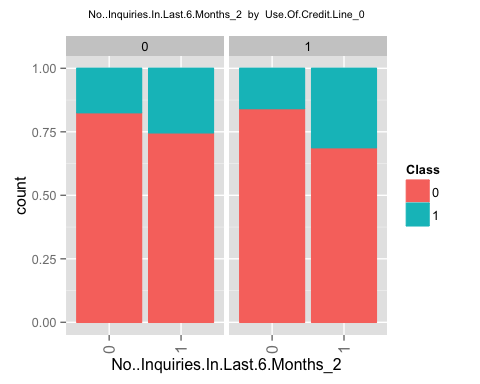 No..Inquiries.In.Last.6.Months_2 by Use.Of.Credit.Line_0
0 1
1.00
0.75
0.50
0.25
0.00
count
0 1 0 1
No..Inquiries.In.Last.6.Months_2
Class
0
1